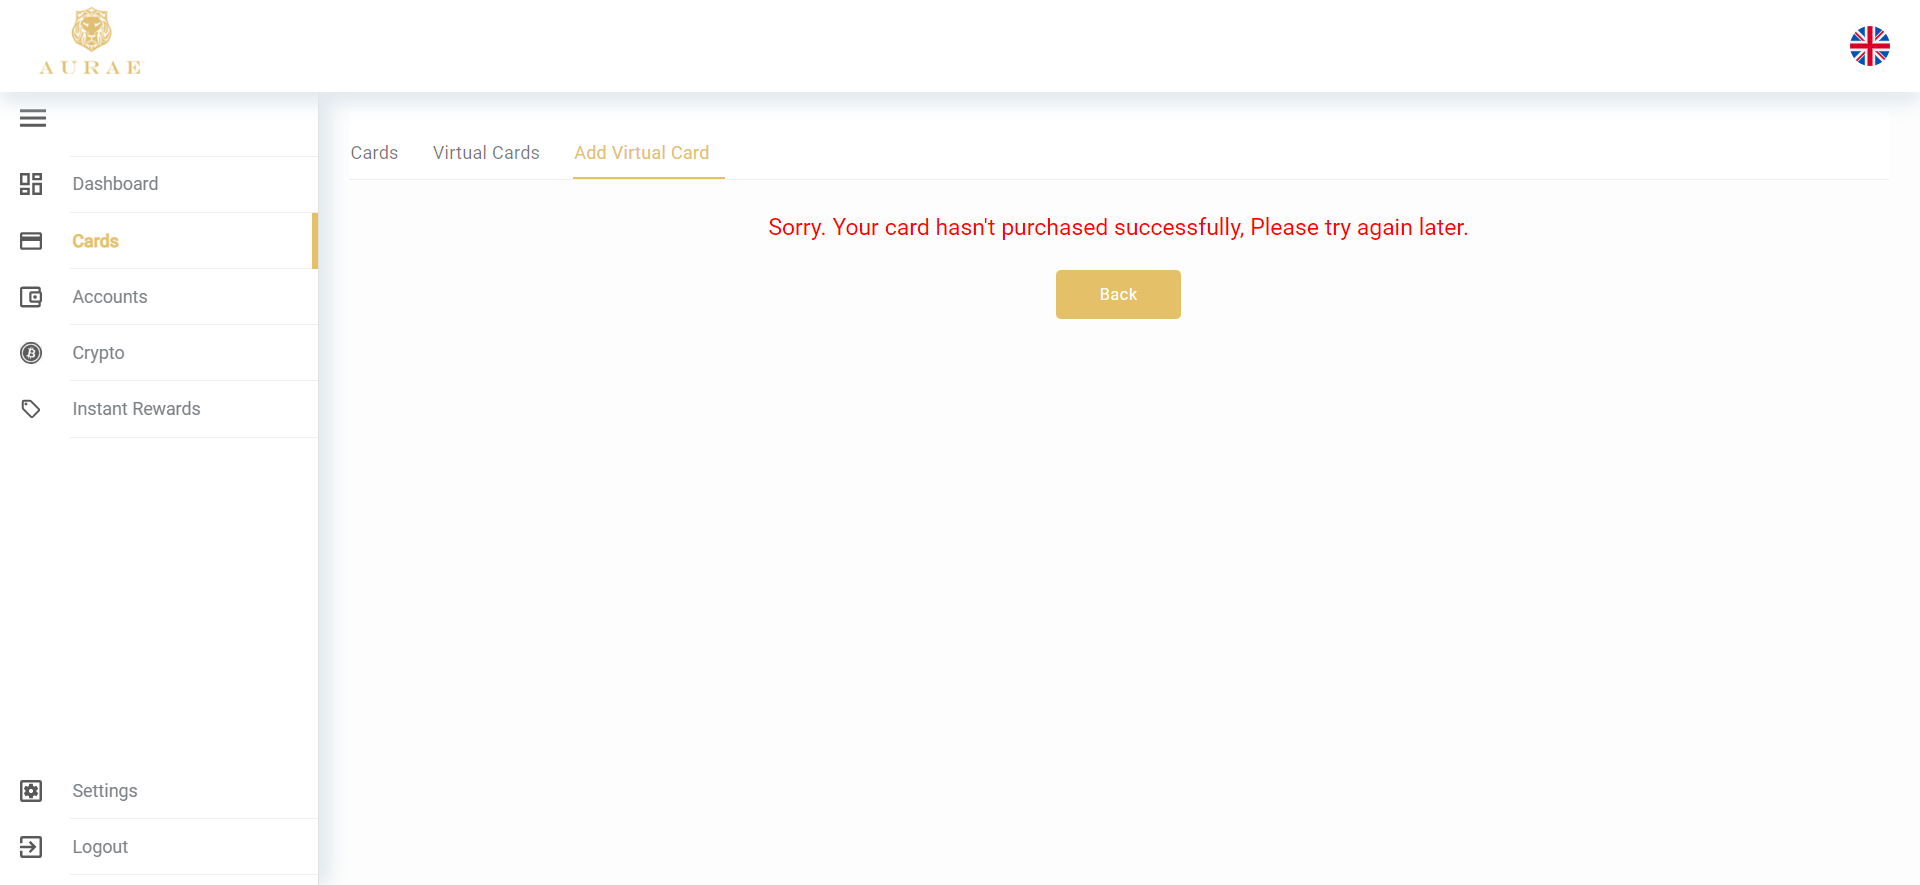 AURAE
Cards
Virtual Cards
Add Virtual Card
Dashboard
Cards
Accounts
Crypto
Instant Rewards
Settings
Logout
Sorry. Your card hasn't purchased successfully, Please try again later.
Back